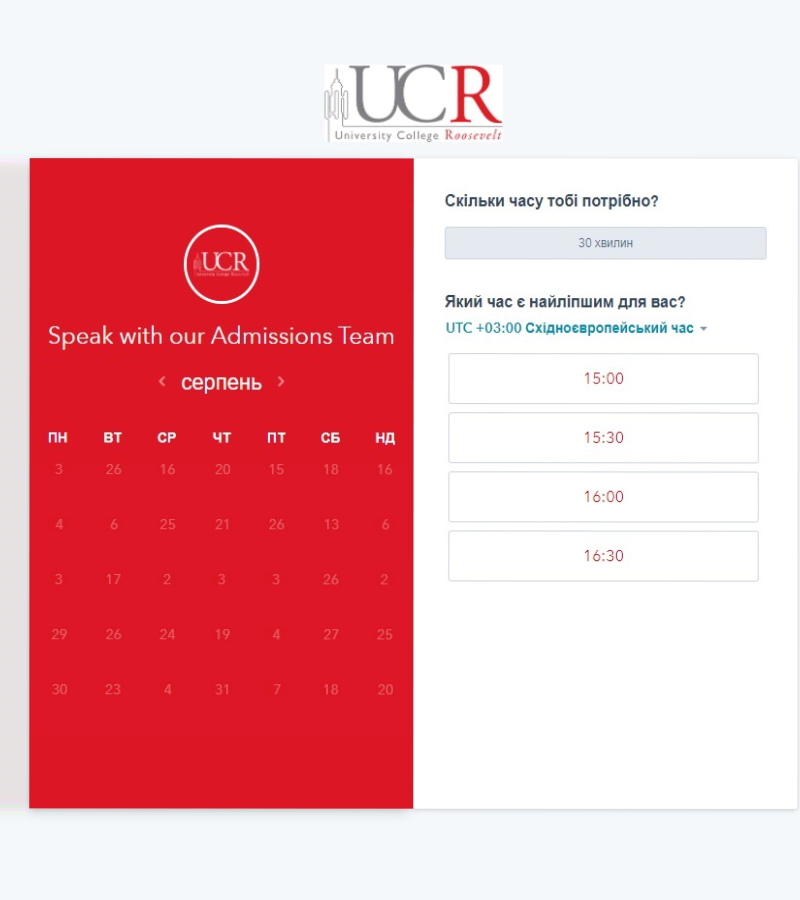 UCR
University College Roosevelt
UCR
Speak with our Admissions Team
серпень
ПН ВТ СР ЧТ ПТ СБ НД
3 26 16 20 15 18 16
4 6 25 21 26 13 6
3 17 2 3 3 26 2
29 26 24 19 4 27 25
30 23 4 31 7 18 20
Скільки часу тобі потрібно?
30 хвилин
Який час є найліпшим для вас?
UTC +03:00 Східноєвропейський час
15:00
15:30
16:00
16:30